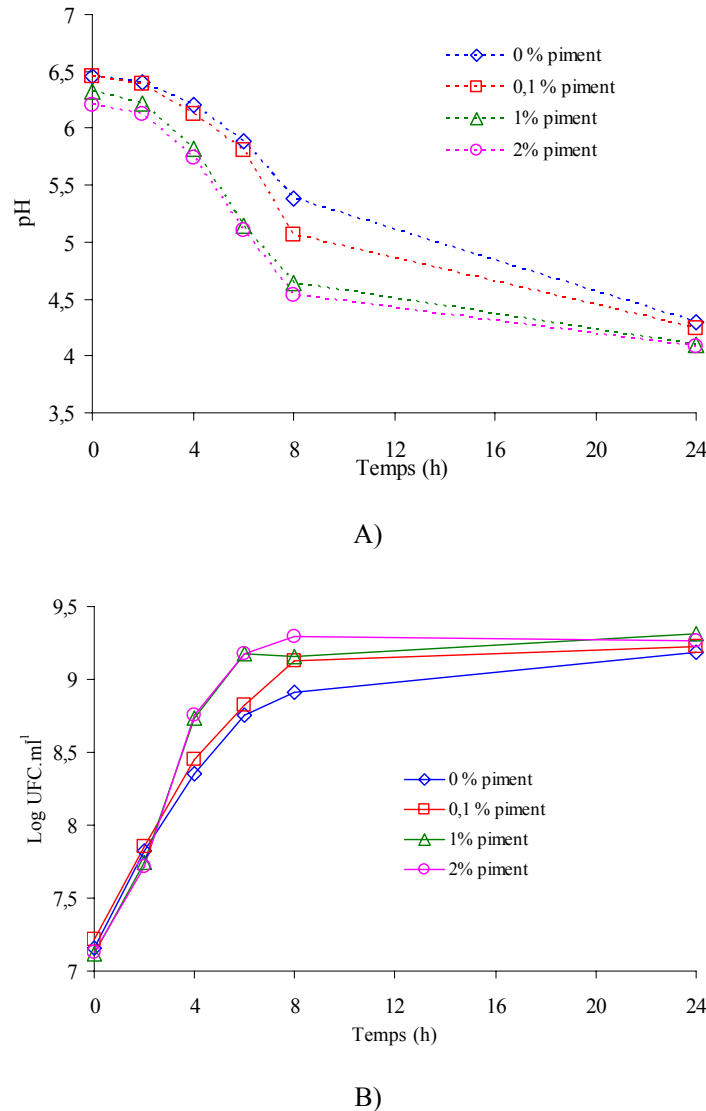 6,5
6
5,5
5
4,5
4
3,5
pH
0 % piment
0,1 % piment
1% piment
2% piment
0 4 8 12 16 20 24
Temps (h)
A)
9,5
9
8,5
8
7,5
7
Log UFC.ml¹
0 % piment
0,1 % piment
1% piment
2% piment
0 4 8 12 16 20 24
Temps (h)
B)